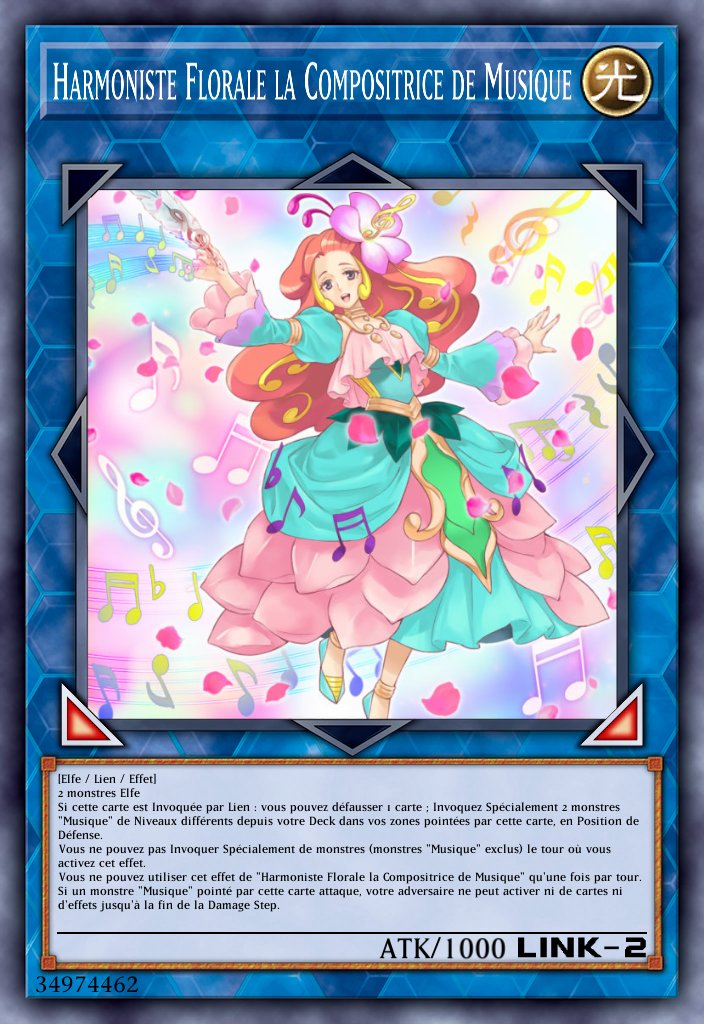 Harmoniste Florale la Compositrice de Musique
光
[Elfe / Lien / Effet]
2 monstres Elfe
Si cette carte est Invoquée par Lien : vous pouvez défausser 1 carte ; Invoquez Spécialement 2 monstres
"Musique" de Niveaux différents depuis votre Deck dans vos zones pointées par cette carte, en Position de
Défense.
Vous ne pouvez pas Invoquer Spécialement de monstres (monstres "Musique" exclus) le tour où vous
activez cet effet.
Vous ne pouvez utiliser cet effet de "Harmoniste Florale la Compositrice de Musique" qu'une fois par tour.
Si un monstre "Musique" pointé par cette carte attaque, votre adversaire ne peut activer ni de cartes ni
d'effets jusqu'à la fin de la Damage Step.
ATK/1000 LINK-2
34974462